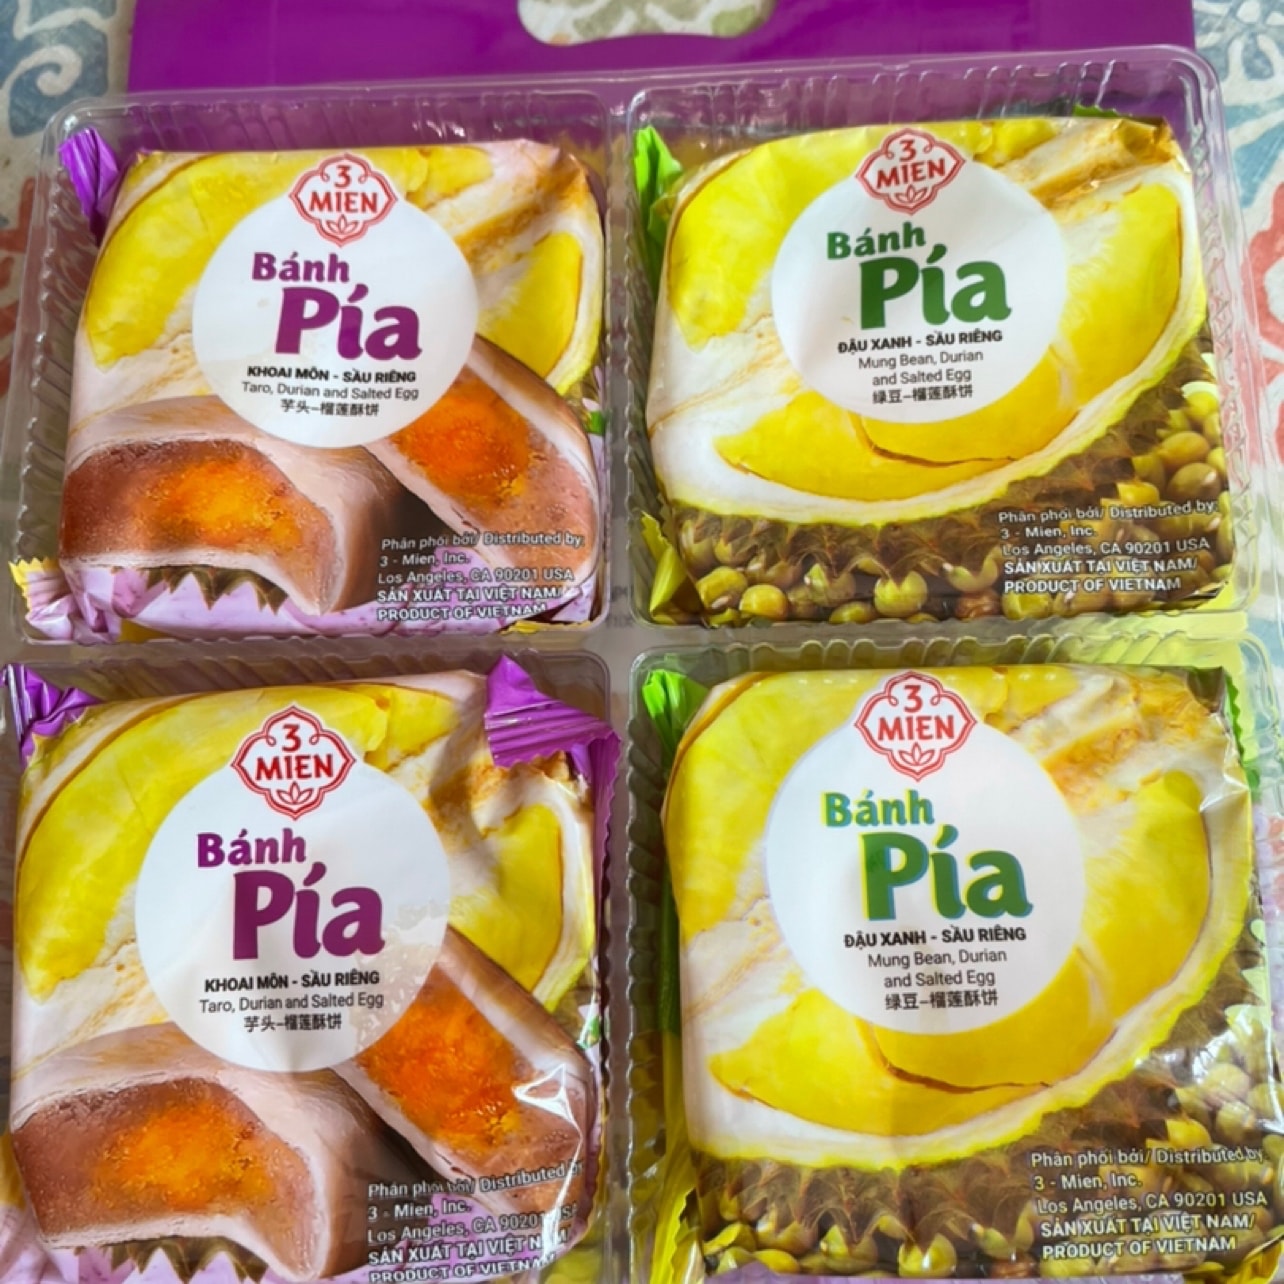 3
MIEN
Bánh
Pía
KHOAI MÔN - SẦU RIÊNG
Taro, Durian and Salted Egg
芋头–榴莲酥饼
Phân phối bởi/ Distributed by:
3 - Mien, Inc.
Los Angeles, CA 90201 USA
SẢN XUẤT TẠI VIỆT NAM/
PRODUCT OF VIETNAM
3
MIEN
Bánh
Pía
ĐẬU XANH - SẦU RIÊNG
Mung Bean, Durian
and Salted Egg
绿豆–榴莲酥饼
Phân phối bởi/ Distributed by:
3 - Mien, Inc.
Los Angeles, CA 90201 USA
SẢN XUẤT TẠI VIỆT NAM/
PRODUCT OF VIETNAM
3
MIEN
Bánh
Pía
KHOAI MÔN - SẦU RIÊNG
Taro, Durian and Salted Egg
芋头–榴莲酥饼
Phân phối bởi/ Distributed by
3 - Mien, Inc.
Los Angeles, CA 90201 USA
SẢN XUẤT TẠI VIỆT NAM/
PRODUCT OF VIETNAM
3
MIEN
Bánh
Pía
ĐẬU XANH - SẦU RIÊNG
Mung Bean, Durian
and Salted Egg
绿豆–榴莲酥饼
Phân phối bởi/ Distributed by:
3 - Mien, Inc.
Los Angeles, CA 90201 USA
SẢN XUẤT TẠI VIỆT NAM/
PRODUCT OF VIETNAM